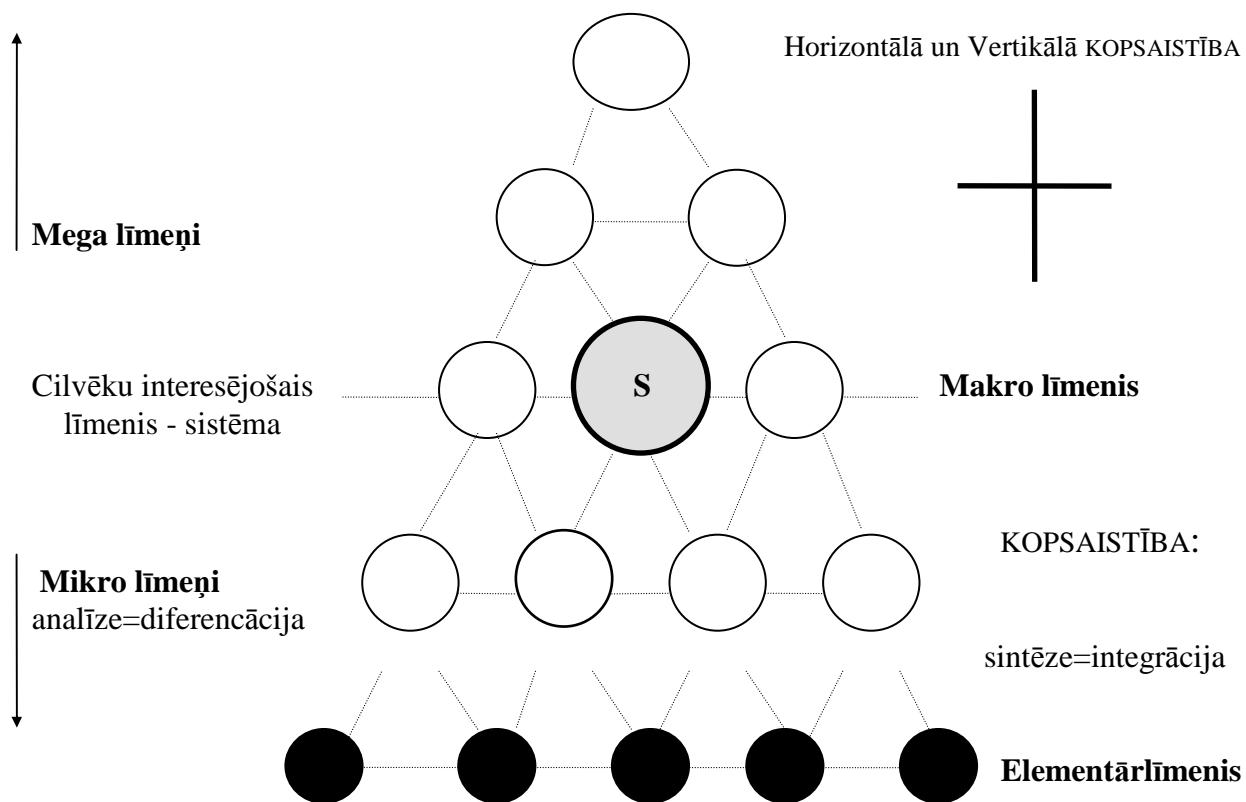 Horizontālā un Vertikālā KOPSAISTĪBA
Mega līmeņi
Cilvēku interesējošais
līmenis - sistēma
S
Makro līmenis
Mikro līmeņi
analīze=diferencācija
KOPSAISTĪBA:
sintēze=integrācija
Elementārlīmenis